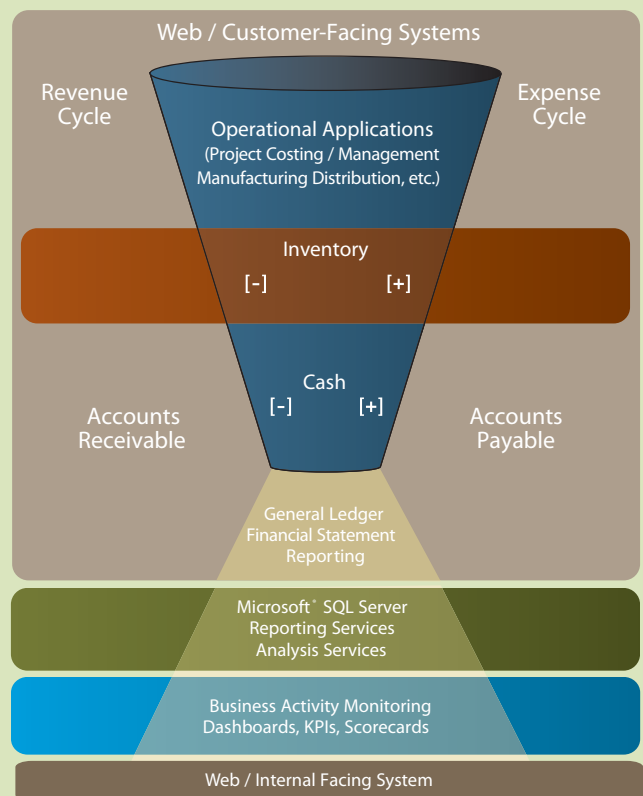 Web / Customer-Facing Systems
Revenue
Cycle
Expense
Cycle
Operational Applications
(Project Costing / Management
Manufacturing Distribution, etc.)
Inventory
[-] [+]
Cash
[-] [+]
Accounts
Receivable
Accounts
Payable
General Ledger
Financial Statement
Reporting
Microsoft® SQL Server
Reporting Services
Analysis Services
Business Activity Monitoring
Dashboards, KPIs, Scorecards
Web / Internal Facing System